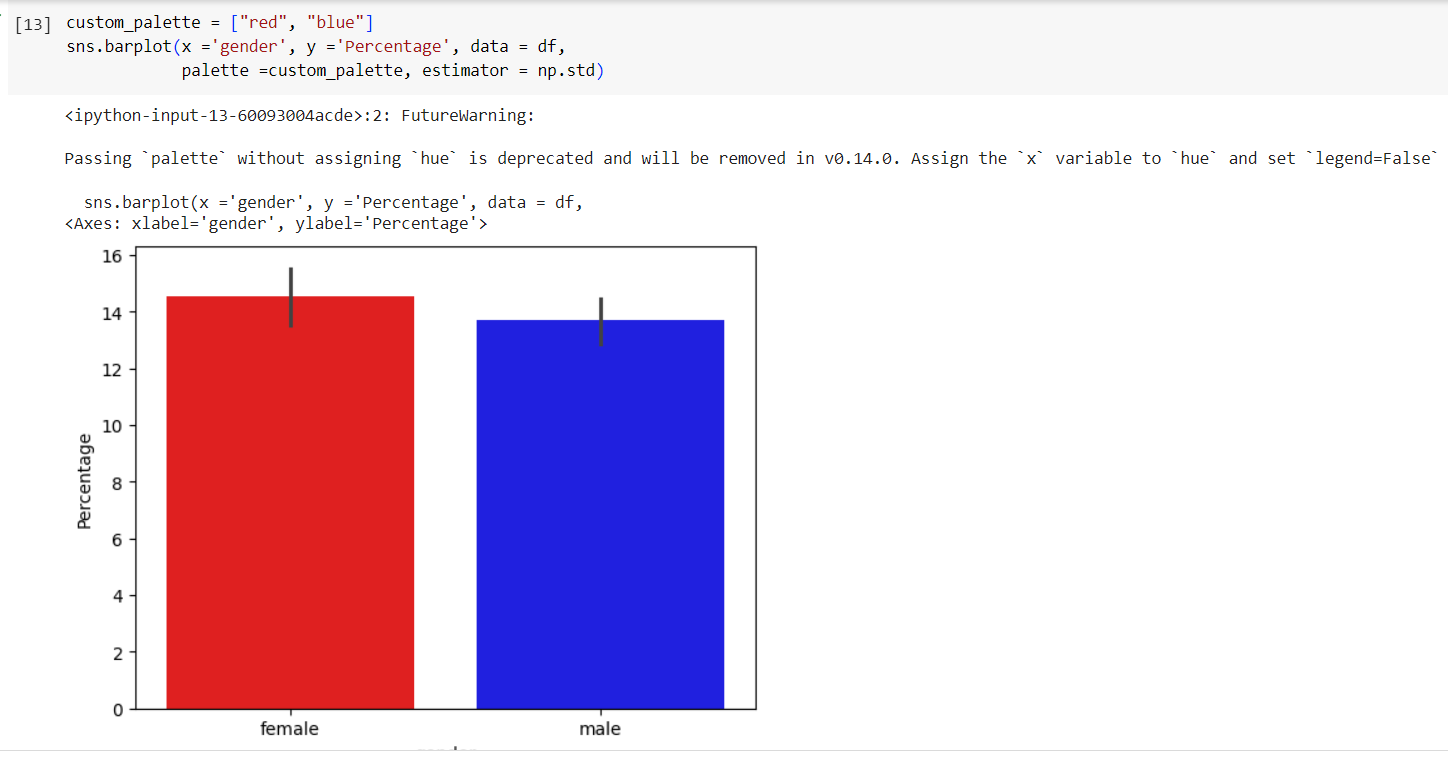 [13] custom_palette = ["red", "blue"]
sns.barplot(x ='gender', y ='Percentage', data = df,
palette =custom_palette, estimator = np.std)
<ipython-input-13-60093004acde>:2: FutureWarning:
Passing `palette` without assigning `hue` is deprecated and will be removed in v0.14.0. Assign the `x` variable to `hue` and set `legend=False`
sns.barplot(x ='gender', y ='Percentage', data = df,
<Axes: xlabel='gender', ylabel='Percentage'>
16
14
12
10
8
6
4
2
0
Percentage
female male